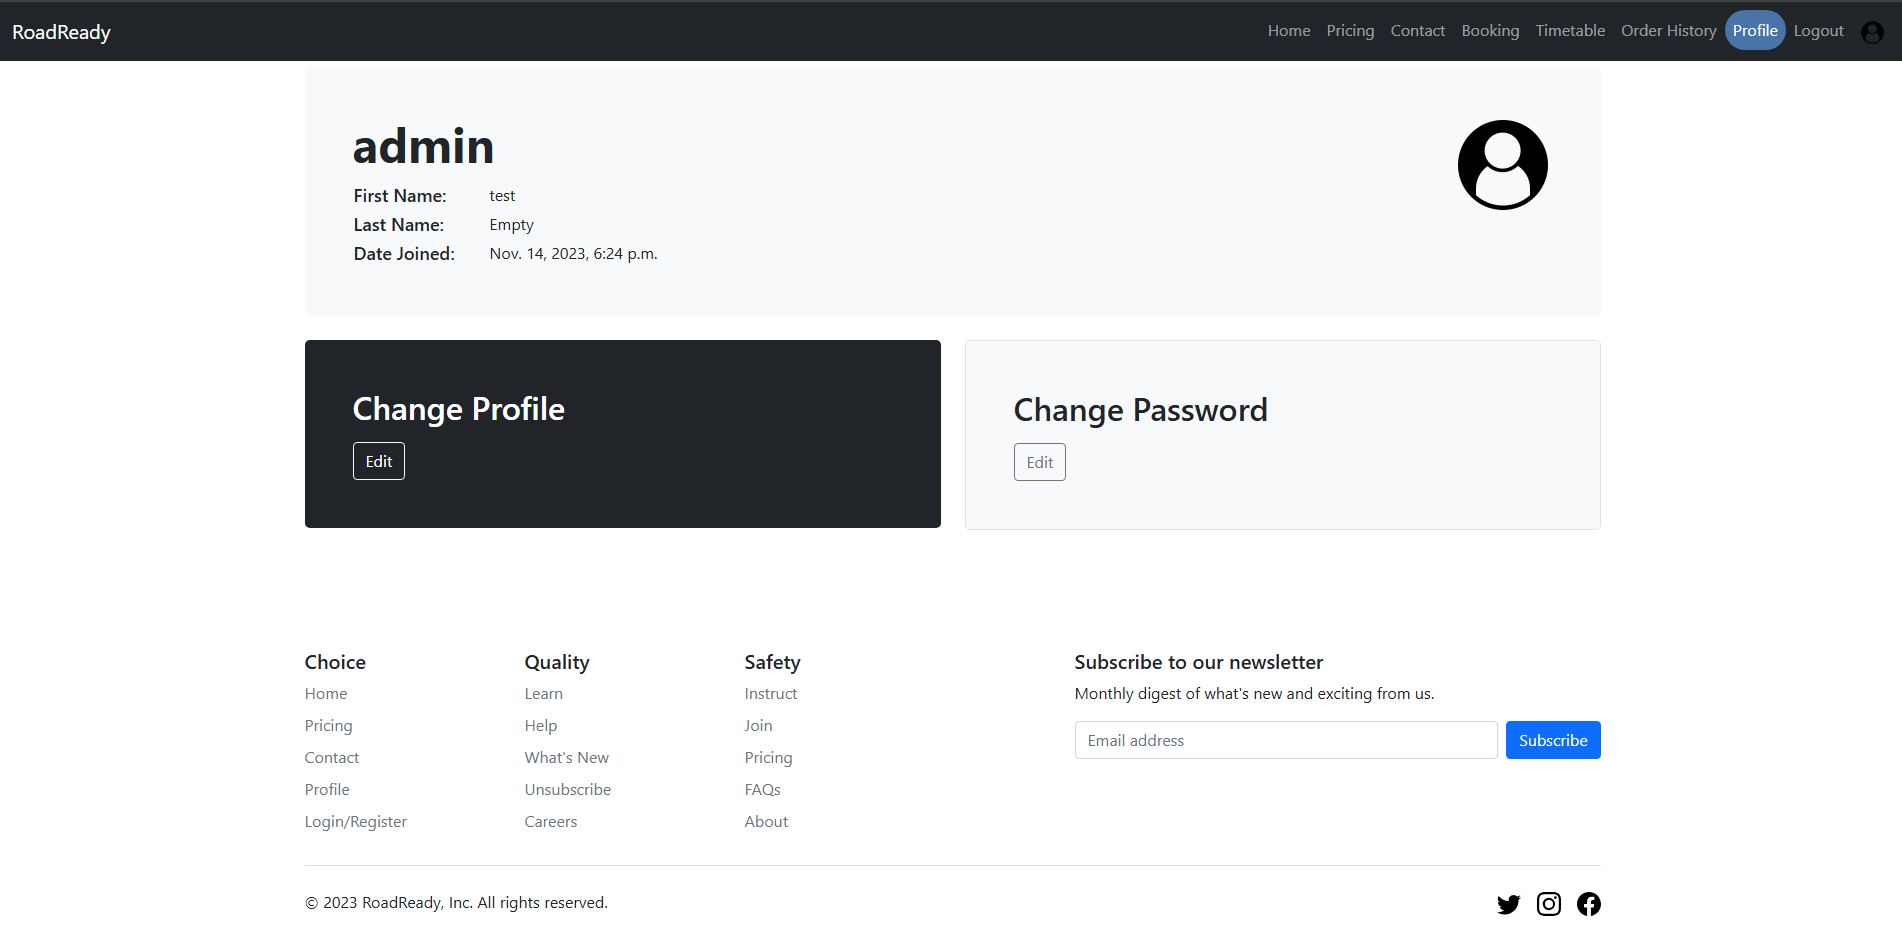 RoadReady Home Pricing Contact Booking Timetable Order History Profile Logout
admin
First Name: test
Last Name: Empty
Date Joined: Nov. 14, 2023, 6:24 p.m.
Change Profile
Edit
Change Password
Edit
Choice
Home
Pricing
Contact
Profile
Login/Register
Quality
Learn
Help
What's New
Unsubscribe
Careers
Safety
Instruct
Join
Pricing
FAQs
About
Subscribe to our newsletter
Monthly digest of what's new and exciting from us.
Email address Subscribe
© 2023 RoadReady, Inc. All rights reserved.